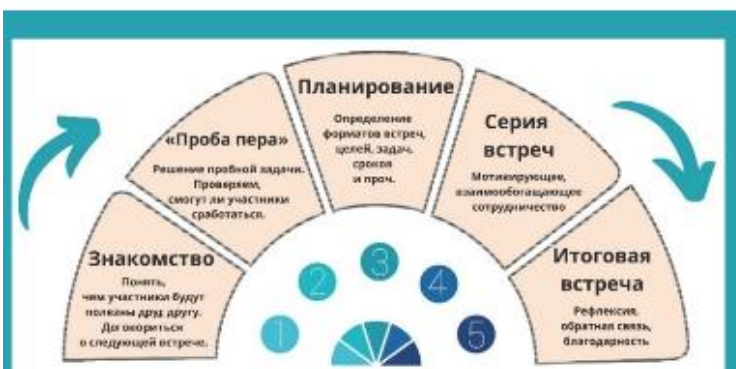 Знакомство
Понять,
чем участники будут
полезны друг другу.
Договориться
о следующей встрече.
«Проба пера»
Решение пробной задачи.
Проверяем,
смогут ли участники
сработаться.
Планирование
Определение
форматов встреч,
целей, задач,
сроков
и проч.
Серия
встреч
Мотивирующее,
взаимообогащающее
сотрудничество
Итоговая
встреча
Рефлексия,
обратная связь,
благодарность
1
2
3
4
5